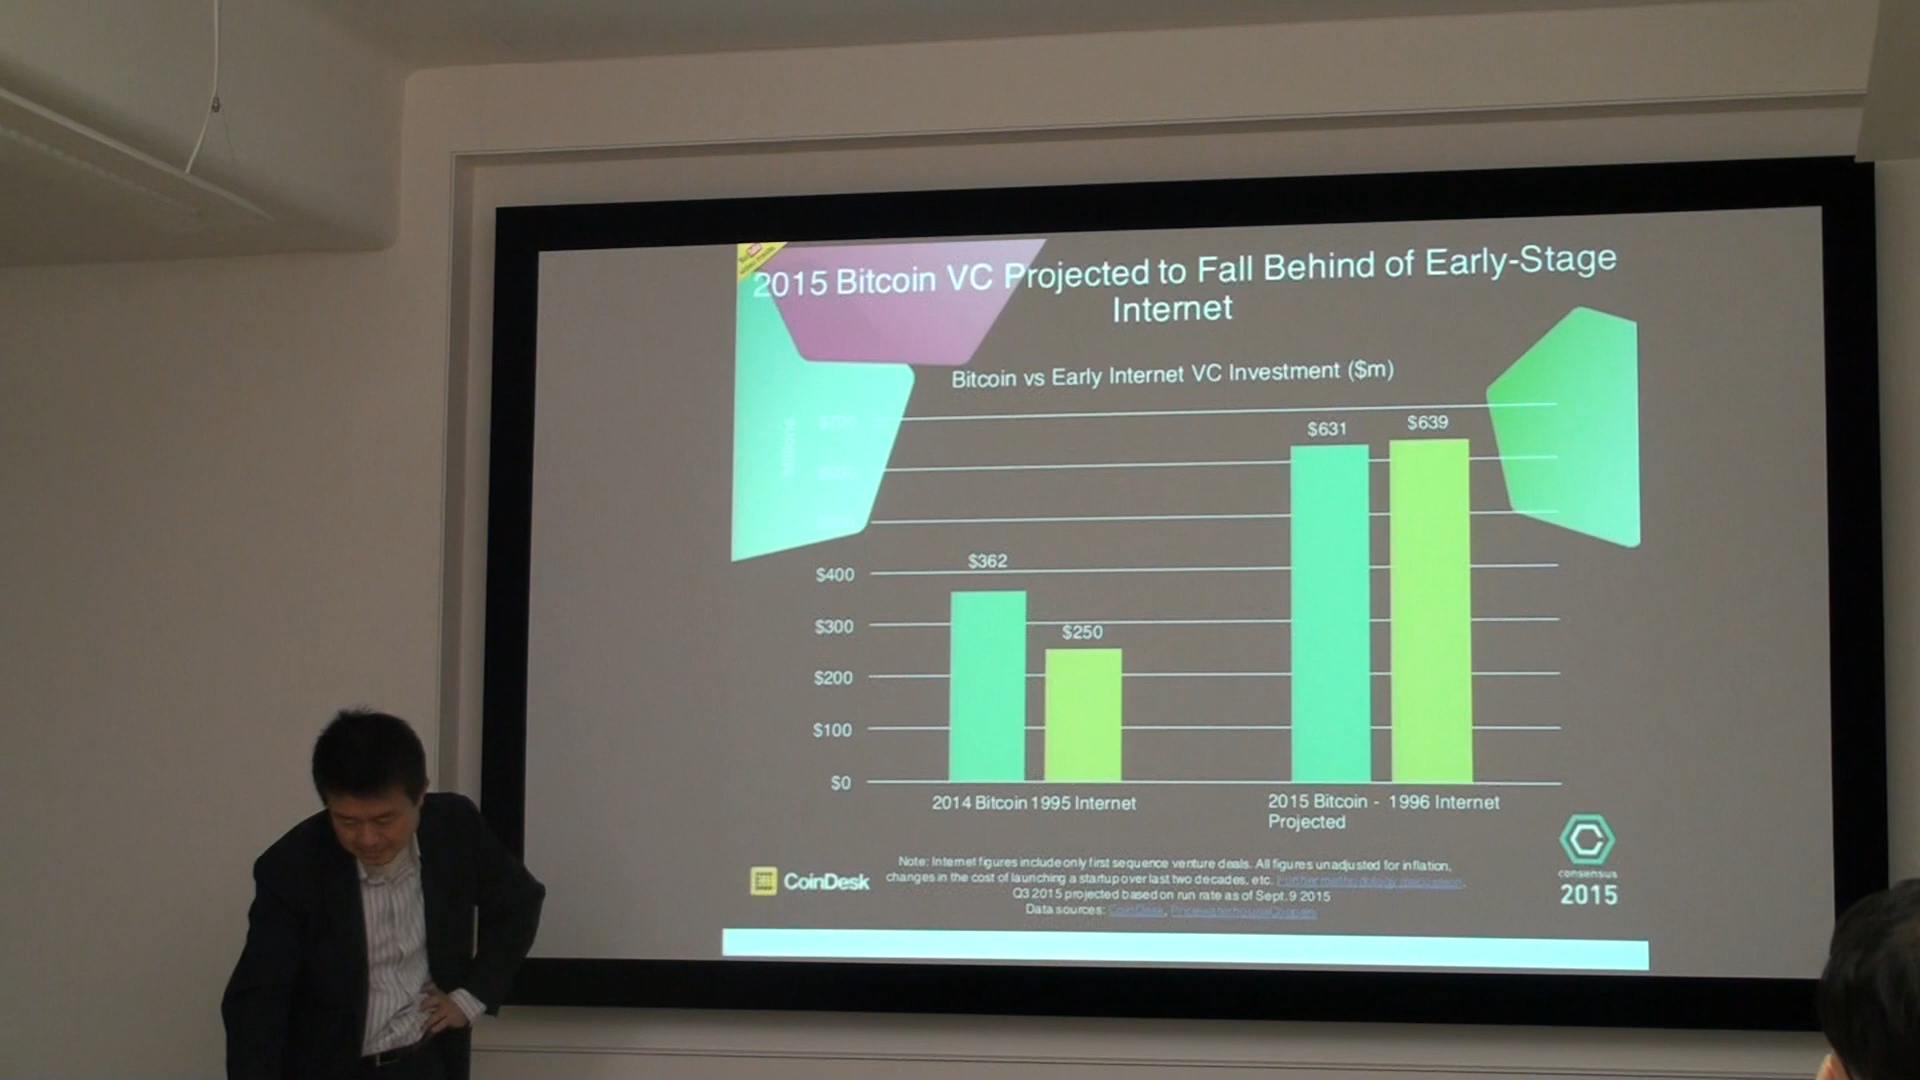 2015 Bitcoin VC Projected to Fall Behind of Early-Stage
Internet
Bitcoin vs Early Internet VC Investment ($m)
$700
$631
$639
$362
$400
$300
$250
$200
$100
$0
2014 Bitcoin 1995 Internet
2015 Bitcoin - 1996 Internet
Projected
Note: Internet figures include only first sequence venture deals. All figures unadjusted for inflation,
changes in the cost of launching a startup over last two decades, etc.
Q3 2015 projected based on run rate as of Sept. 9 2015
Data sources: CoinDesk, PricewaterhouseCoopers
CoinDesk
consensus
2015